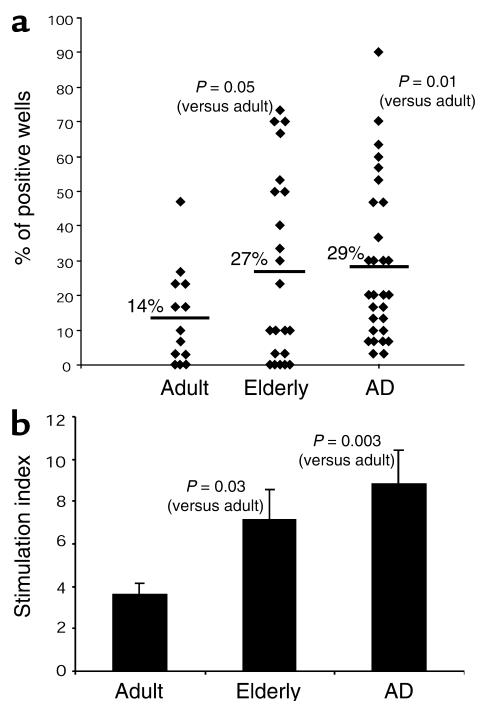 a
% of positive wells
100
90
80
70
60
50
40
30
20
10
0
P = 0.05
(versus adult)
P = 0.01
(versus adult)
14%
27%
29%
Adult
Elderly
AD
b
Stimulation index
12
10
8
6
4
2
0
P = 0.03
(versus adult)
P = 0.003
(versus adult)
Adult
Elderly
AD